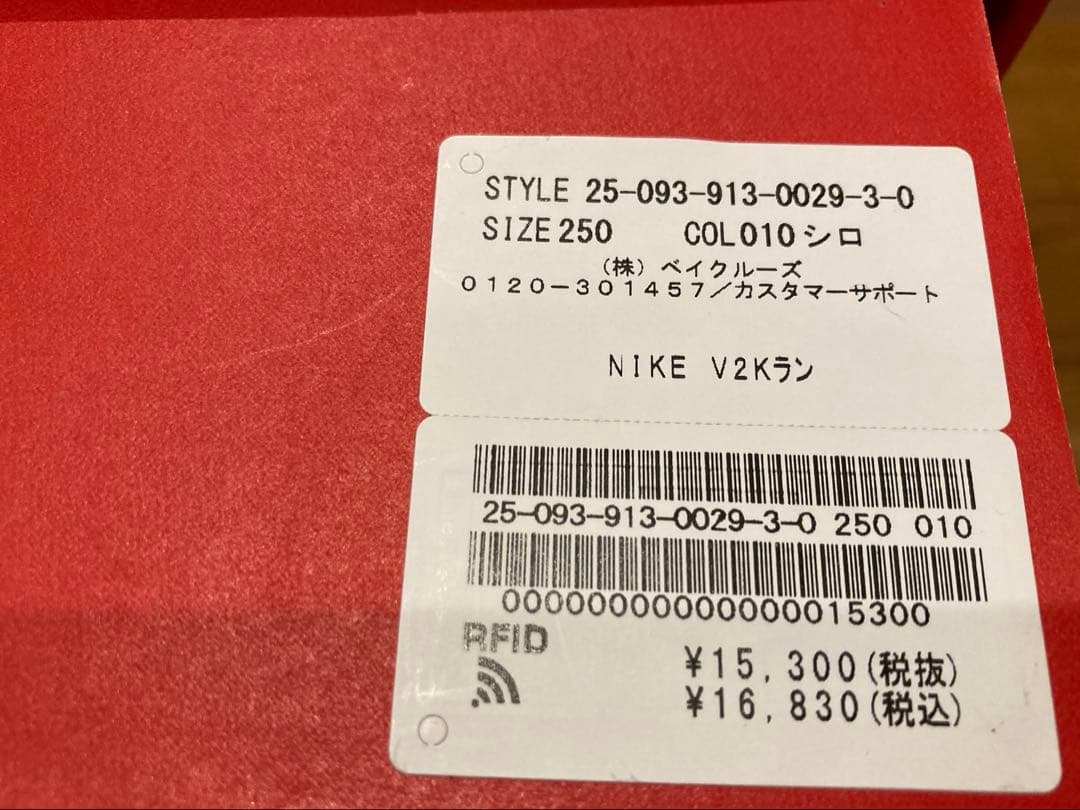 STYLE 25-093-913-0029-3-0
SIZE 250 COL 010 シロ
(株) ベイクルーズ
0120-301457/カスタマーサポート
NIKE V2Kラン
25-093-913-0029-3-0 250 010
000000000000000015300
RFID
¥15,300(税抜)
¥16,830(税込)